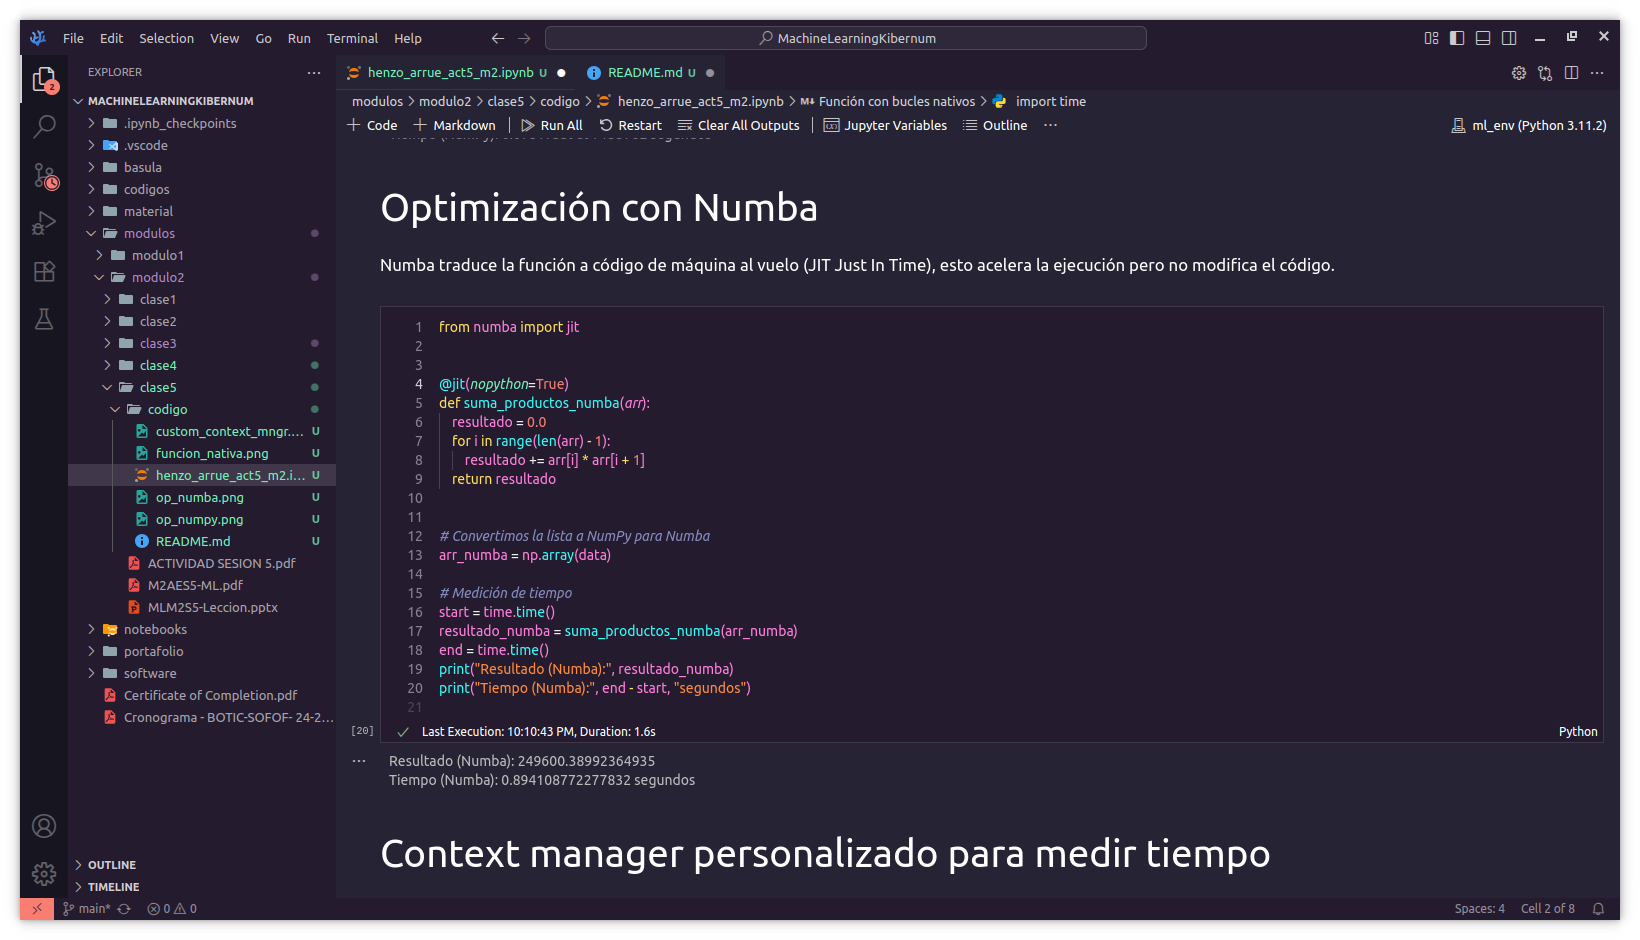 File Edit Selection View Go Run Terminal Help
MachineLearningKibernum
EXPLORER
2
MACHINELEARNINGKIBERNUM
.ipynb_checkpoints
.vscode
basula
codigos
material
modulos
modulo1
modulo2
clase1
clase2
clase3
clase4
clase5
codigo
custom_context_mngr.... U
funcion_nativa.png U
henzo_arrue_act5_m2.i... U
op_numba.png U
op_numpy.png U
README.md U
ACTIVIDAD SESION 5.pdf
M2AES5-ML.pdf
MLM2S5-Leccion.pptx
notebooks
portafolio
software
Certificate of Completion.pdf
Cronograma - BOTIC-SOFOF- 24-2...
OUTLINE
TIMELINE
henzo_arrue_act5_m2.ipynb U
README.md U
modulos > modulo2 > clase5 > codigo > henzo_arrue_act5_m2.ipynb > M↓ Función con bucles nativos > import time
+ Code + Markdown | Run All Restart Clear All Outputs | Jupyter Variables Outline ...
ml_env (Python 3.11.2)
Optimización con Numba
Numba traduce la función a código de máquina al vuelo (JIT Just In Time), esto acelera la ejecución pero no modifica el código.
1 from numba import jit
2
3
4 @jit(nopython=True)
5 def suma_productos_numba(arr):
6 resultado = 0.0
7 for i in range(len(arr) - 1):
8 resultado += arr[i] * arr[i + 1]
9 return resultado
10
11
12 # Convertimos la lista a NumPy para Numba
13 arr_numba = np.array(data)
14
15 # Medición de tiempo
16 start = time.time()
17 resultado_numba = suma_productos_numba(arr_numba)
18 end = time.time()
19 print("Resultado (Numba):", resultado_numba)
20 print("Tiempo (Numba):", end - start, "segundos")
21
[20] Last Execution: 10:10:43 PM, Duration: 1.6s Python
... Resultado (Numba): 249600.38992364935
Tiempo (Numba): 0.894108772277832 segundos
Context manager personalizado para medir tiempo
main* 0 0
Spaces: 4 Cell 2 of 8